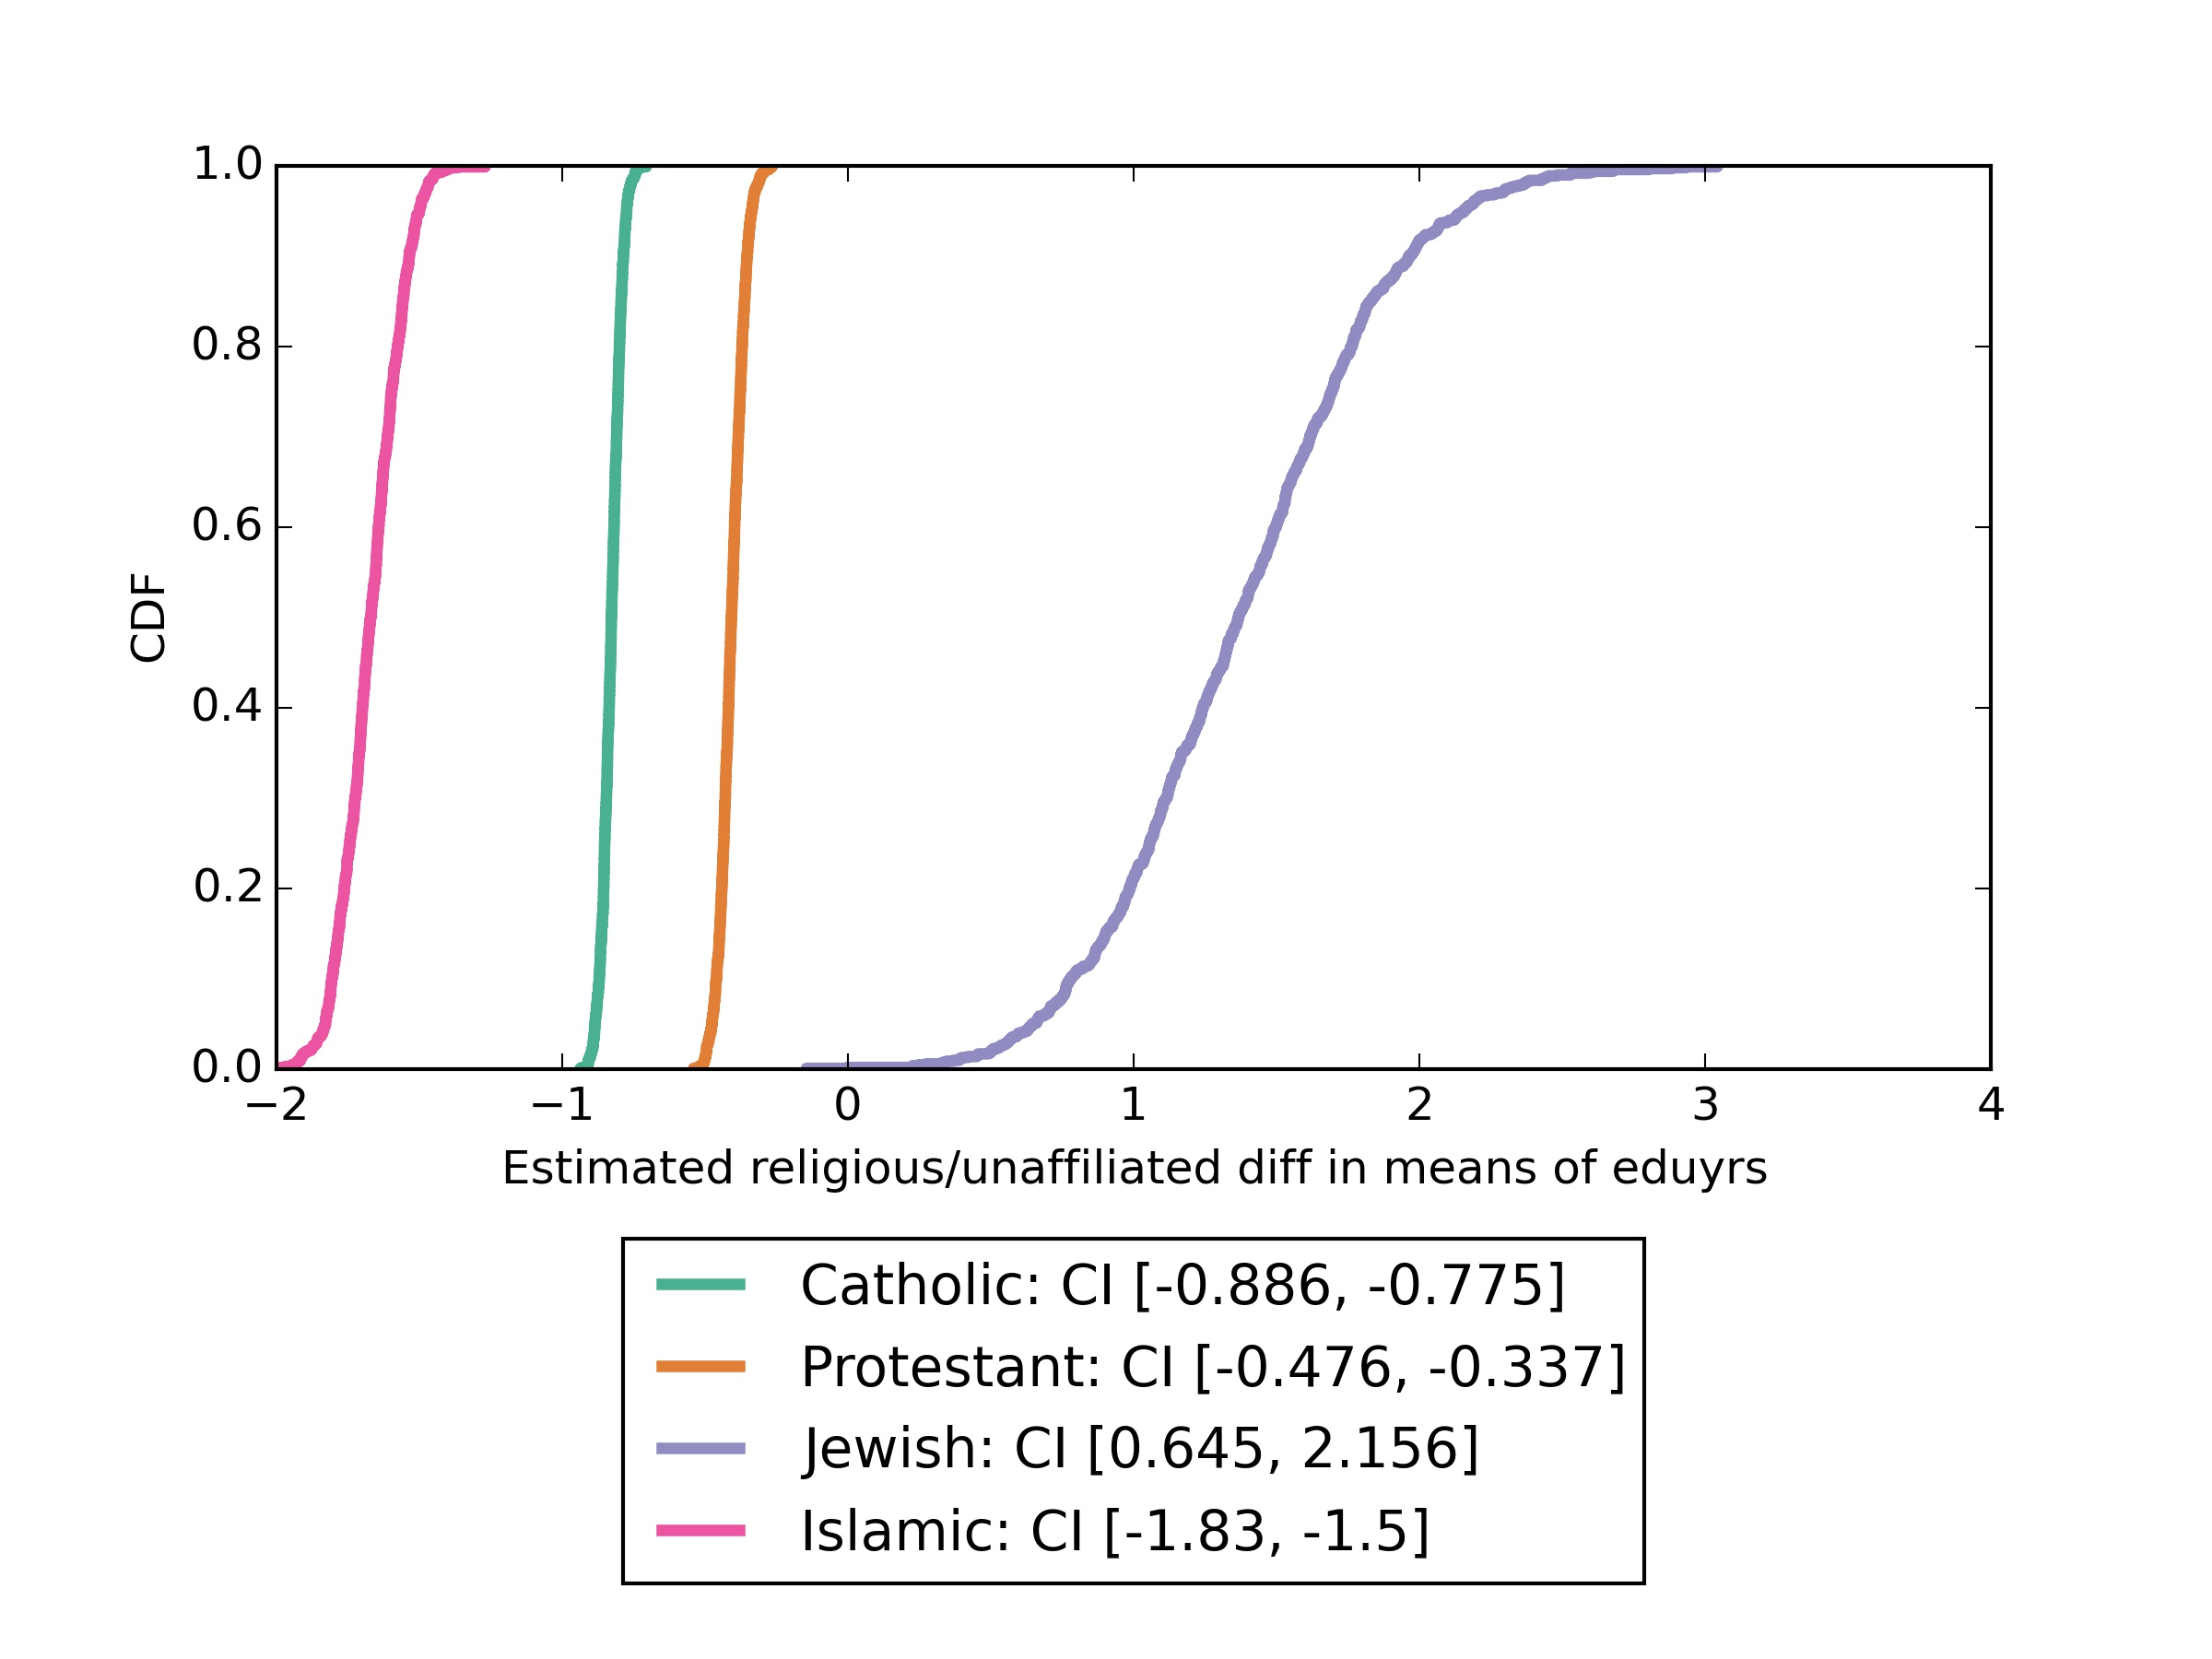 1.0
0.8
0.6
0.4
0.2
0.0
CDF
−2 −1 0 1 2 3 4
Estimated religious/unaffiliated diff in means of eduyrs
Catholic: CI [-0.886, -0.775]
Protestant: CI [-0.476, -0.337]
Jewish: CI [0.645, 2.156]
Islamic: CI [-1.83, -1.5]